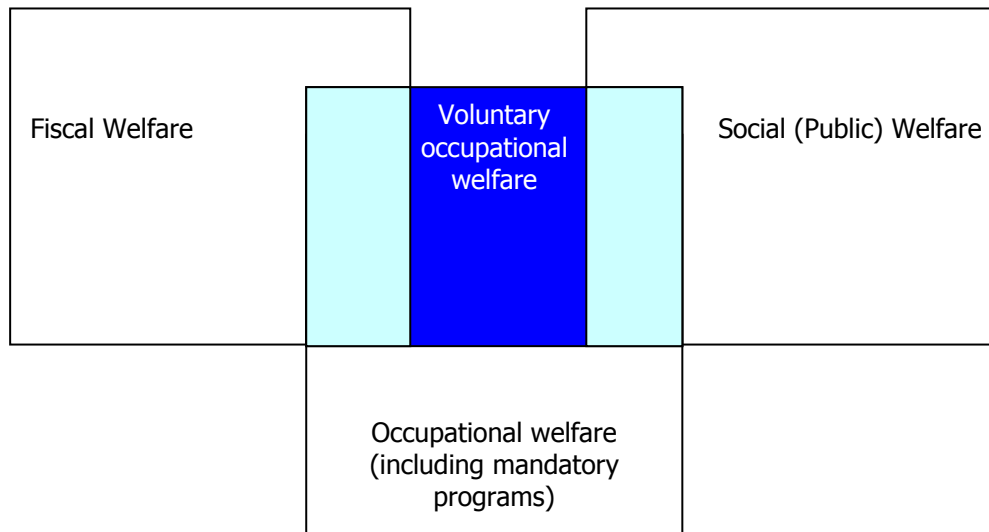 Fiscal Welfare
Voluntary
occupational
welfare
Social (Public) Welfare
Occupational welfare
(including mandatory
programs)